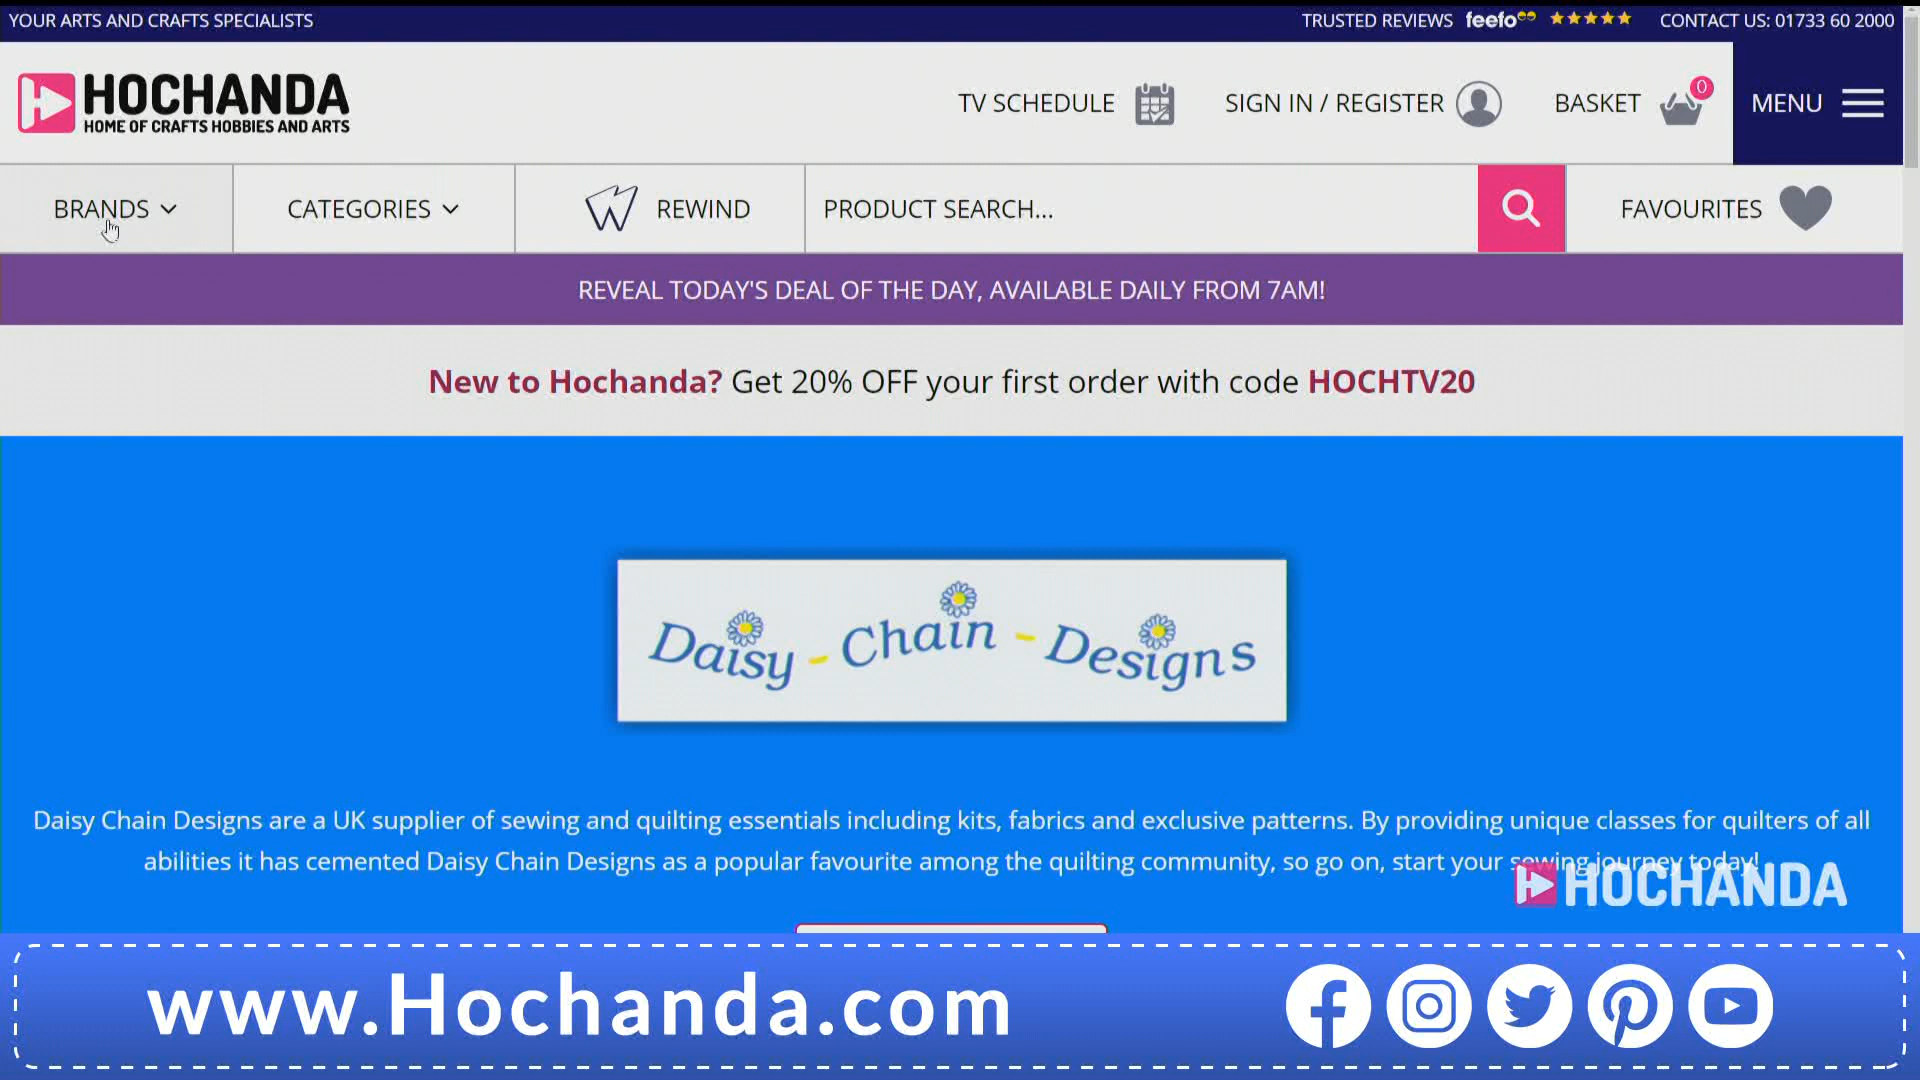 YOUR ARTS AND CRAFTS SPECIALISTS
TRUSTED REVIEWS feefo
CONTACT US: 01733 60 2000
HOCHANDA
HOME OF CRAFTS HOBBIES AND ARTS
TV SCHEDULE
SIGN IN / REGISTER
BASKET
0
MENU
BRANDS
CATEGORIES
REWIND
PRODUCT SEARCH...
FAVOURITES
REVEAL TODAY'S DEAL OF THE DAY, AVAILABLE DAILY FROM 7AM!
New to Hochanda? Get 20% OFF your first order with code HOCHTV20
Daisy - Chain - Designs
Daisy Chain Designs are a UK supplier of sewing and quilting essentials including kits, fabrics and exclusive patterns. By providing unique classes for quilters of all
abilities it has cemented Daisy Chain Designs as a popular favourite among the quilting community, so go on, start your sewing journey today!
HOCHANDA
www.Hochanda.com